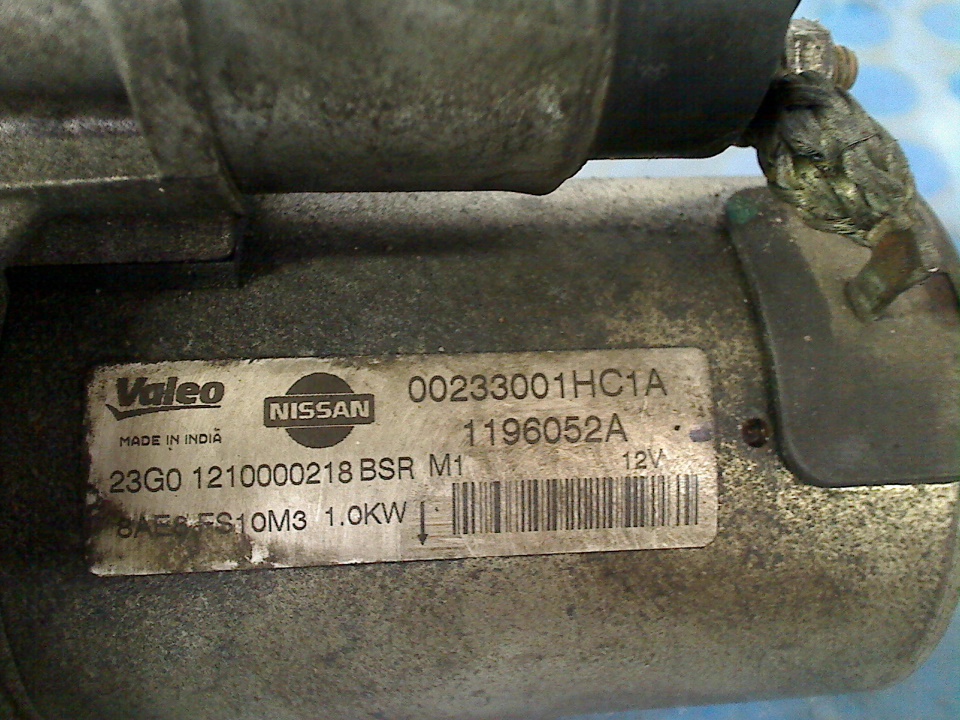 Valeo NISSAN 00233001HC1A
MADE IN INDIA 1196052A
23G0 1210000218 BSR M1 12V
FS10M3 1.0KW